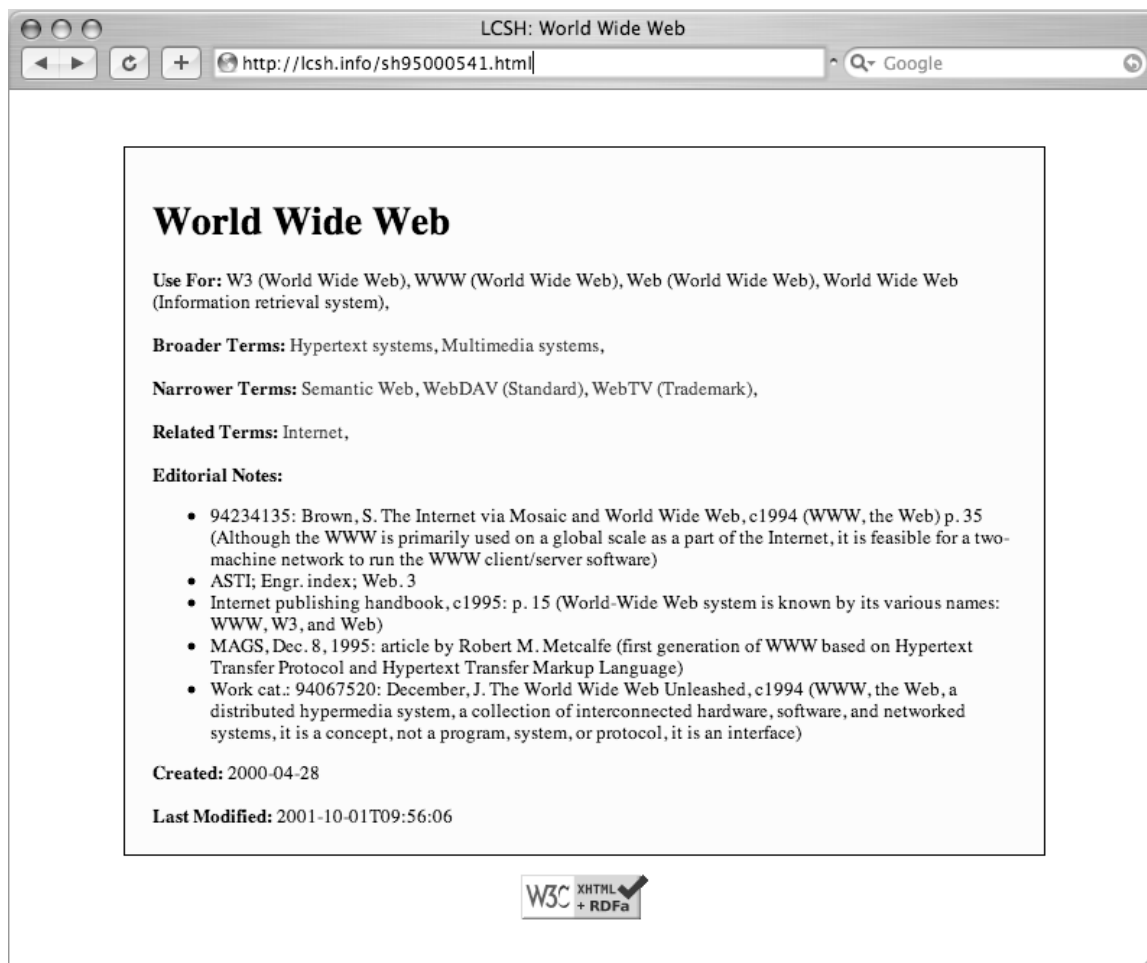 LCSH: World Wide Web
http://lcsh.info/sh95000541.html
Google
World Wide Web
Use For: W3 (World Wide Web), WWW (World Wide Web), Web (World Wide Web), World Wide Web
(Information retrieval system),
Broader Terms: Hypertext systems, Multimedia systems,
Narrower Terms: Semantic Web, WebDAV (Standard), WebTV (Trademark),
Related Terms: Internet,
Editorial Notes:
• 94234135: Brown, S. The Internet via Mosaic and World Wide Web, c1994 (WWW, the Web) p. 35
(Although the WWW is primarily used on a global scale as a part of the Internet, it is feasible for a two-
machine network to run the WWW client/server software)
• ASTI; Engr. index; Web. 3
• Internet publishing handbook, c1995: p. 15 (World-Wide Web system is known by its various names:
WWW, W3, and Web)
• MAGS, Dec. 8, 1995: article by Robert M. Metcalfe (first generation of WWW based on Hypertext
Transfer Protocol and Hypertext Transfer Markup Language)
• Work cat.: 94067520: December, J. The World Wide Web Unleashed, c1994 (WWW, the Web, a
distributed hypermedia system, a collection of interconnected hardware, software, and networked
systems, it is a concept, not a program, system, or protocol, it is an interface)
Created: 2000-04-28
Last Modified: 2001-10-01T09:56:06
W3C XHTML
+ RDFa